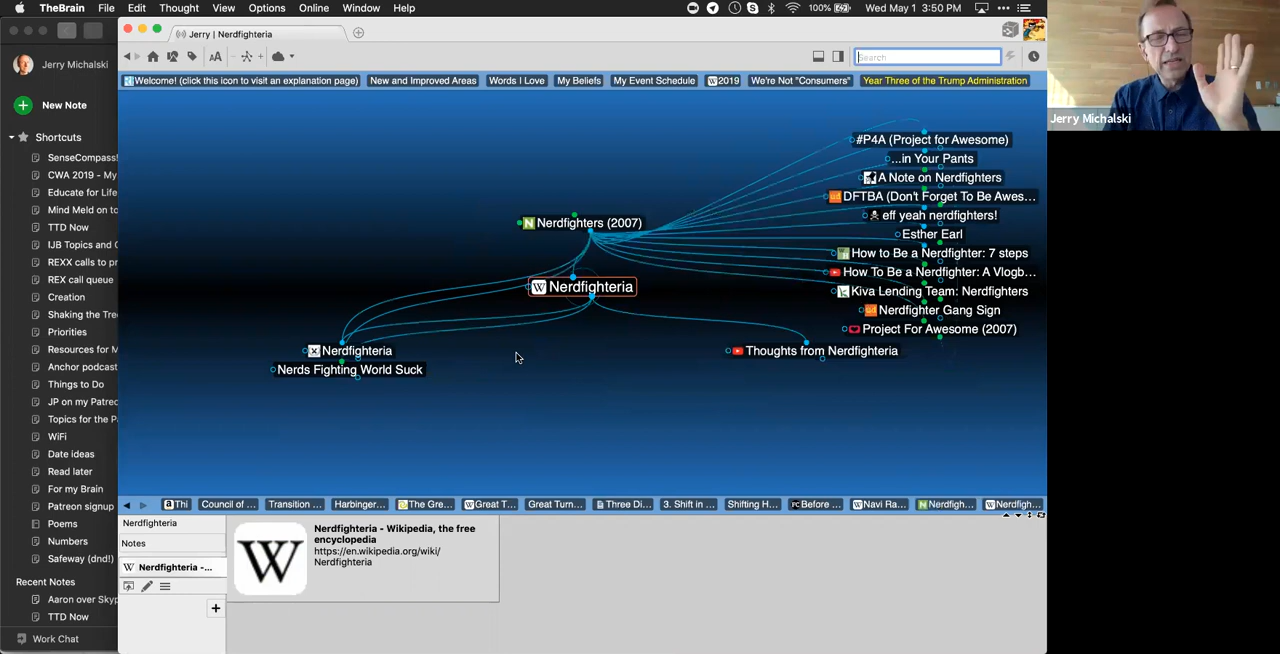 TheBrain File Edit Thought View Options Online Window Help 100% Wed May 1 3:50 PM
Jerry | Nerdfighteria
Jerry Michalski
AA
Search
Welcome! (click this icon to visit an explanation page) New and Improved Areas Words I Love My Beliefs My Event Schedule W 2019 We're Not "Consumers" Year Three of the Trump Administration
New Note
Shortcuts
SenseCompass!
CWA 2019 - My
Educate for Life
Mind Meld on to
TTD Now
IJB Topics and C
REXX calls to pr
REX call queue
Creation
Shaking the Tre
Priorities
Resources for M
Anchor podcast
Things to Do
JP on my Patreo
Topics for the P
WiFi
Date ideas
Read later
For my Brain
Patreon signup
Poems
Numbers
Safeway (dnd!)
Recent Notes
Aaron over Skyp
TTD Now
Work Chat
#P4A (Project for Awesome)
...in Your Pants
A Note on Nerdfighters
DFTBA (Don't Forget To Be Awes...
eff yeah nerdfighters!
Esther Earl
How to Be a Nerdfighter: 7 steps
How To Be a Nerdfighter: A Vlogb...
Kiva Lending Team: Nerdfighters
Nerdfighter Gang Sign
Project For Awesome (2007)
N Nerdfighters (2007)
W Nerdfighteria
Nerdfighteria
Nerds Fighting World Suck
Thoughts from Nerdfighteria
a Thi Council of ... Transition ... Harbinger... The Gre... W Great T... Great Turn... Three Di... 3. Shift in ... Shifting H... FC Before ... W Navi Ra... N Nerdfigh... W Nerdfigh...
Nerdfighteria
Notes
W Nerdfighteria -...
W
Nerdfighteria - Wikipedia, the free
encyclopedia
https://en.wikipedia.org/wiki/
Nerdfighteria
Jerry Michalski